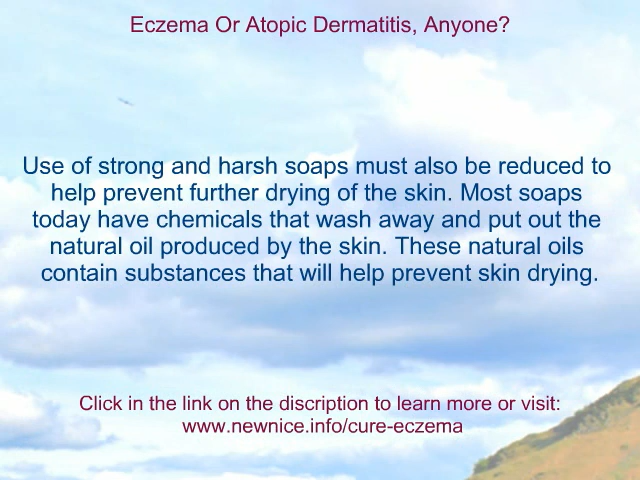 Eczema Or Atopic Dermatitis, Anyone?
Use of strong and harsh soaps must also be reduced to
help prevent further drying of the skin. Most soaps
today have chemicals that wash away and put out the
natural oil produced by the skin. These natural oils
contain substances that will help prevent skin drying.
Click in the link on the discription to learn more or visit:
www.newnice.info/cure-eczema